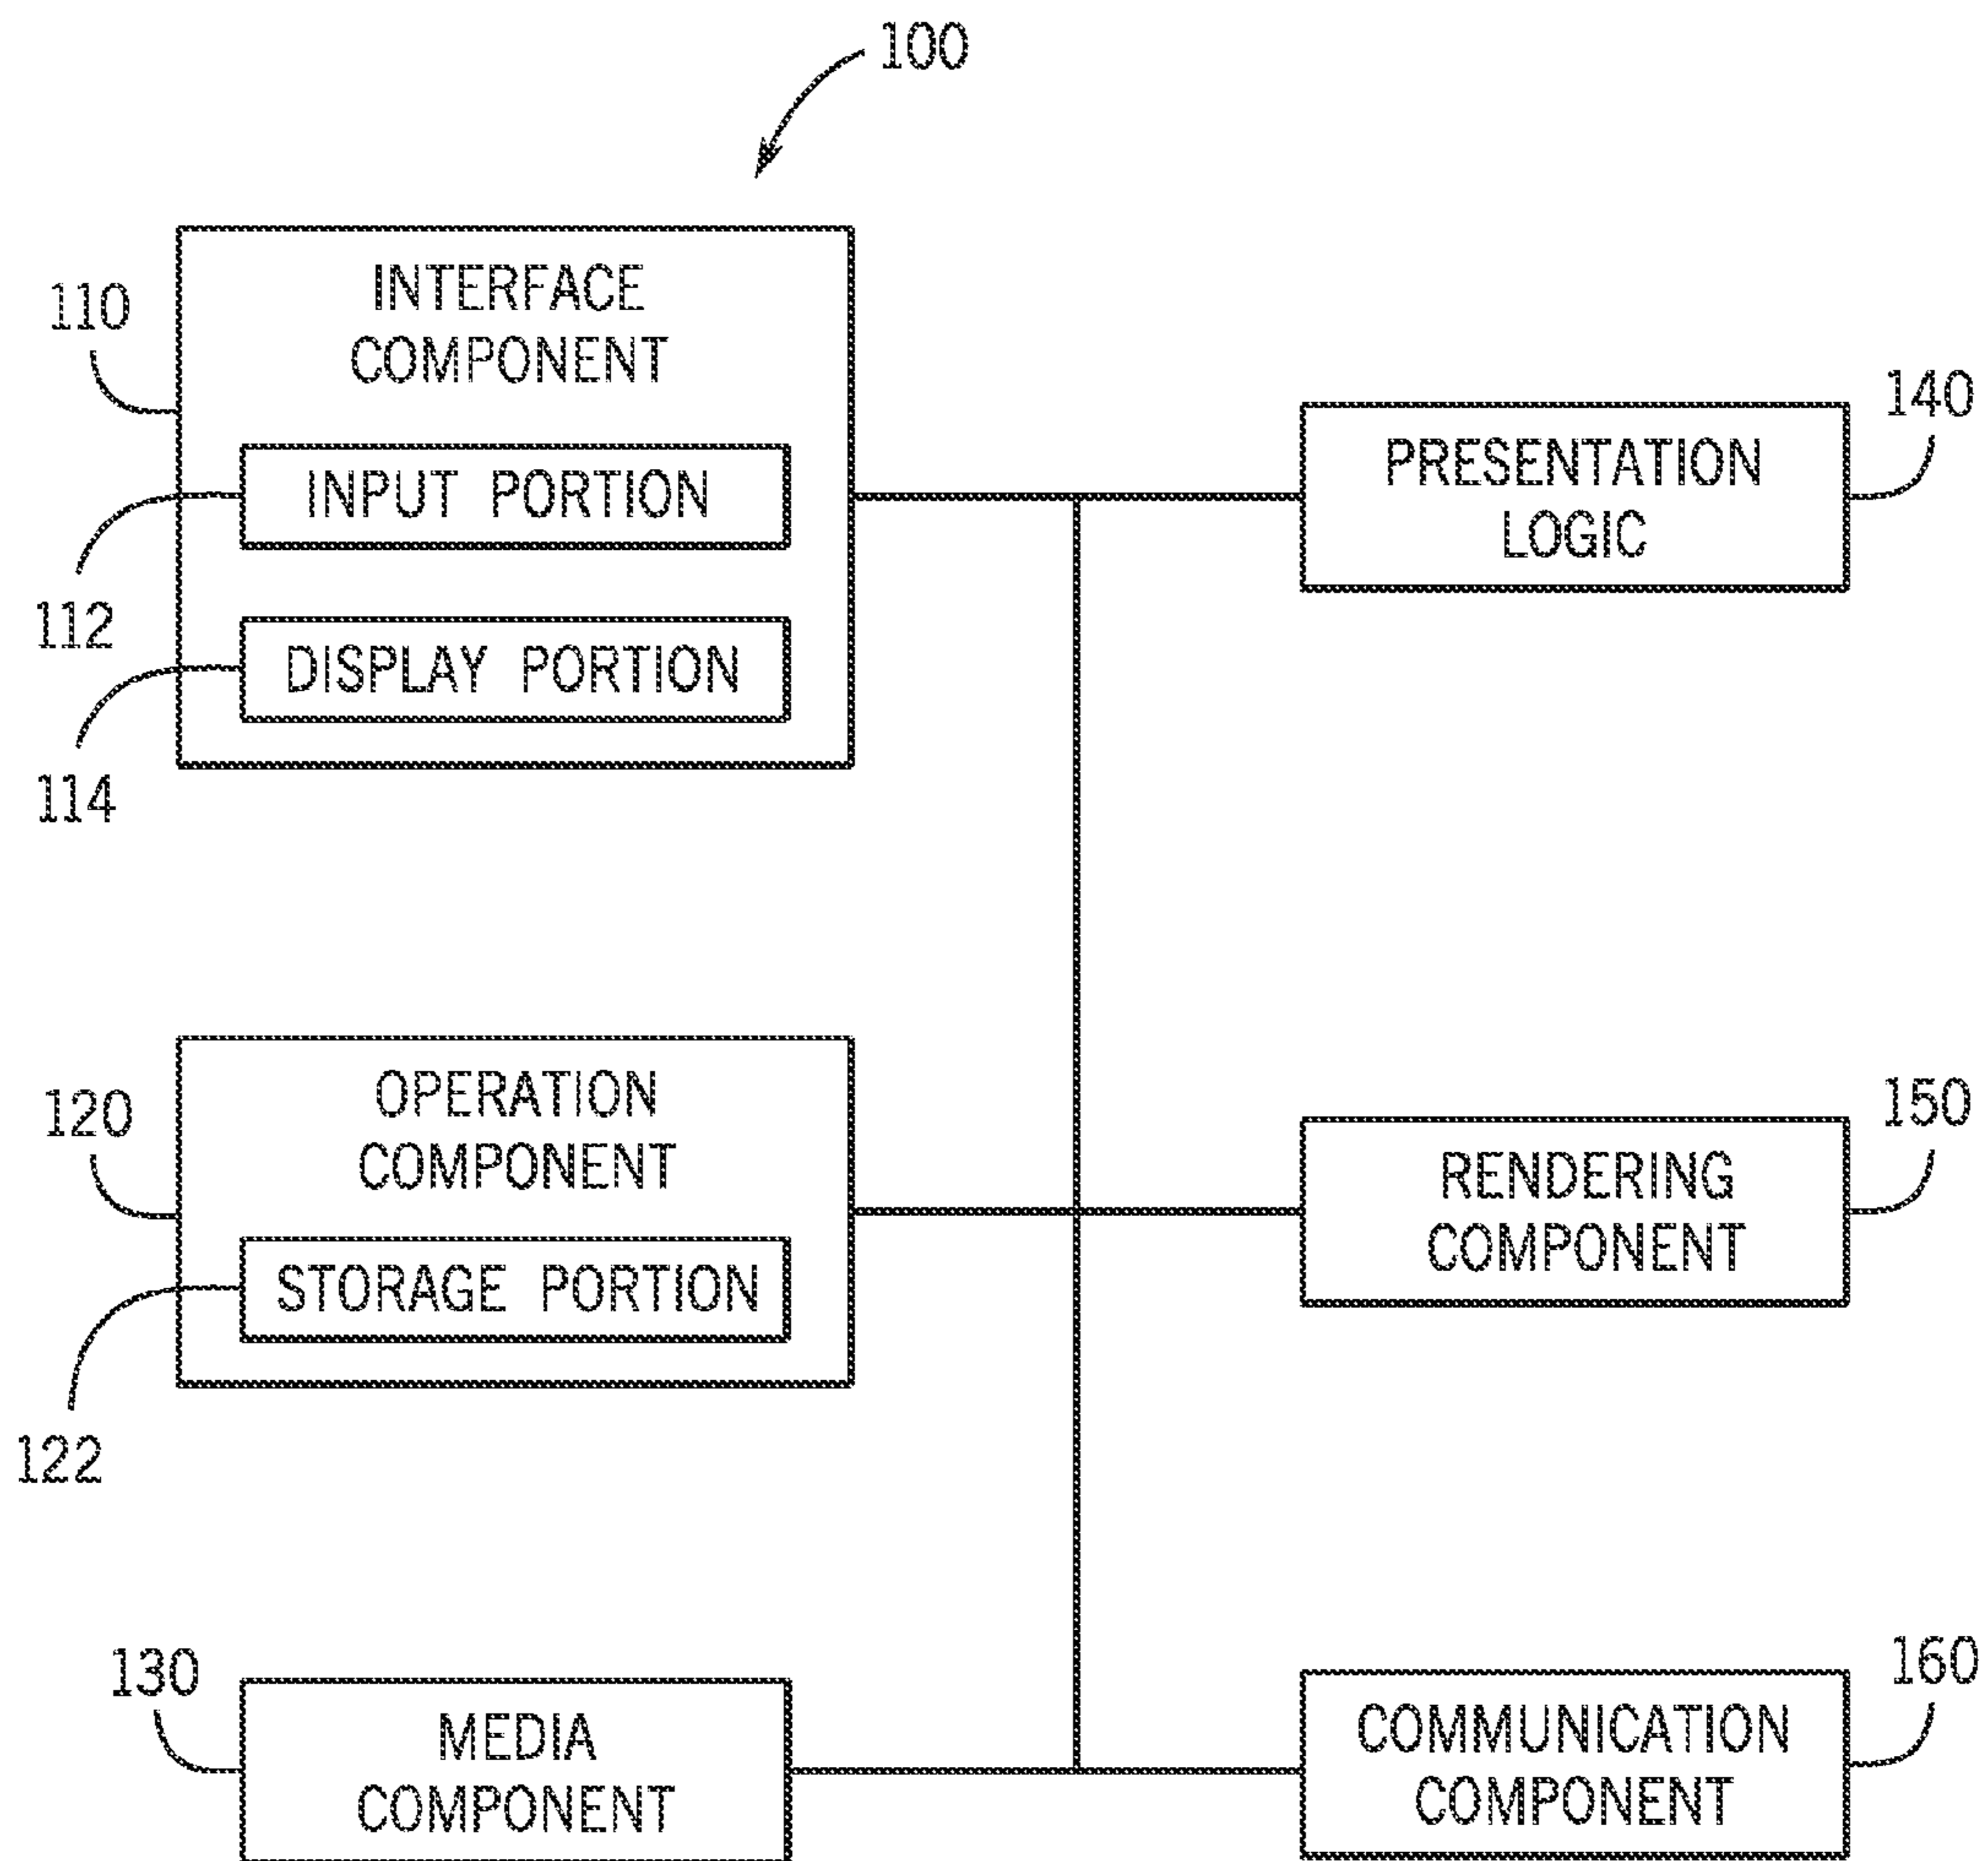 100
110
INTERFACE
COMPONENT
112
INPUT PORTION
114
DISPLAY PORTION
140
PRESENTATION
LOGIC
120
OPERATION
COMPONENT
122
STORAGE PORTION
150
RENDERING
COMPONENT
130
MEDIA
COMPONENT
160
COMMUNICATION
COMPONENT